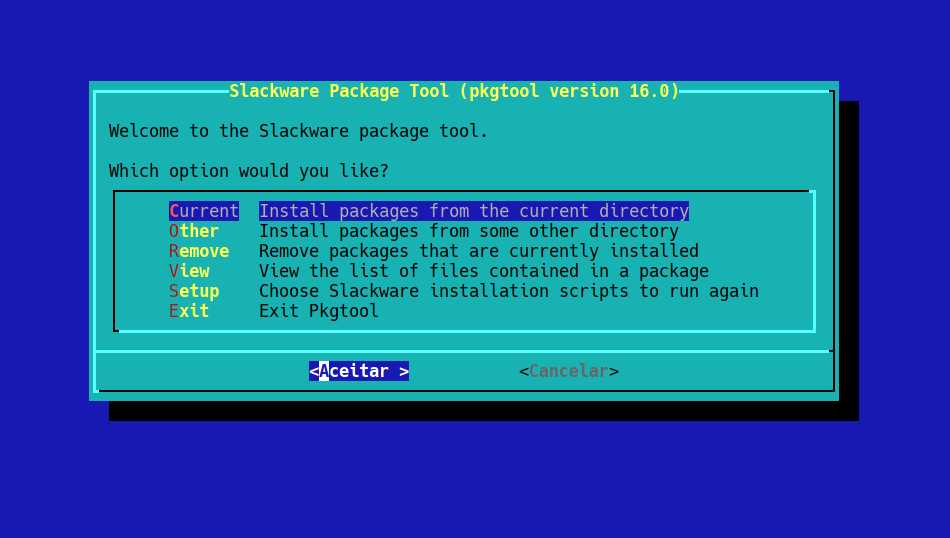 Slackware Package Tool (pkgtool version 16.0)
Welcome to the Slackware package tool.
Which option would you like?
Current Install packages from the current directory
Other Install packages from some other directory
Remove Remove packages that are currently installed
View View the list of files contained in a package
Setup Choose Slackware installation scripts to run again
Exit Exit Pkgtool
<Aceitar > <Cancelar>